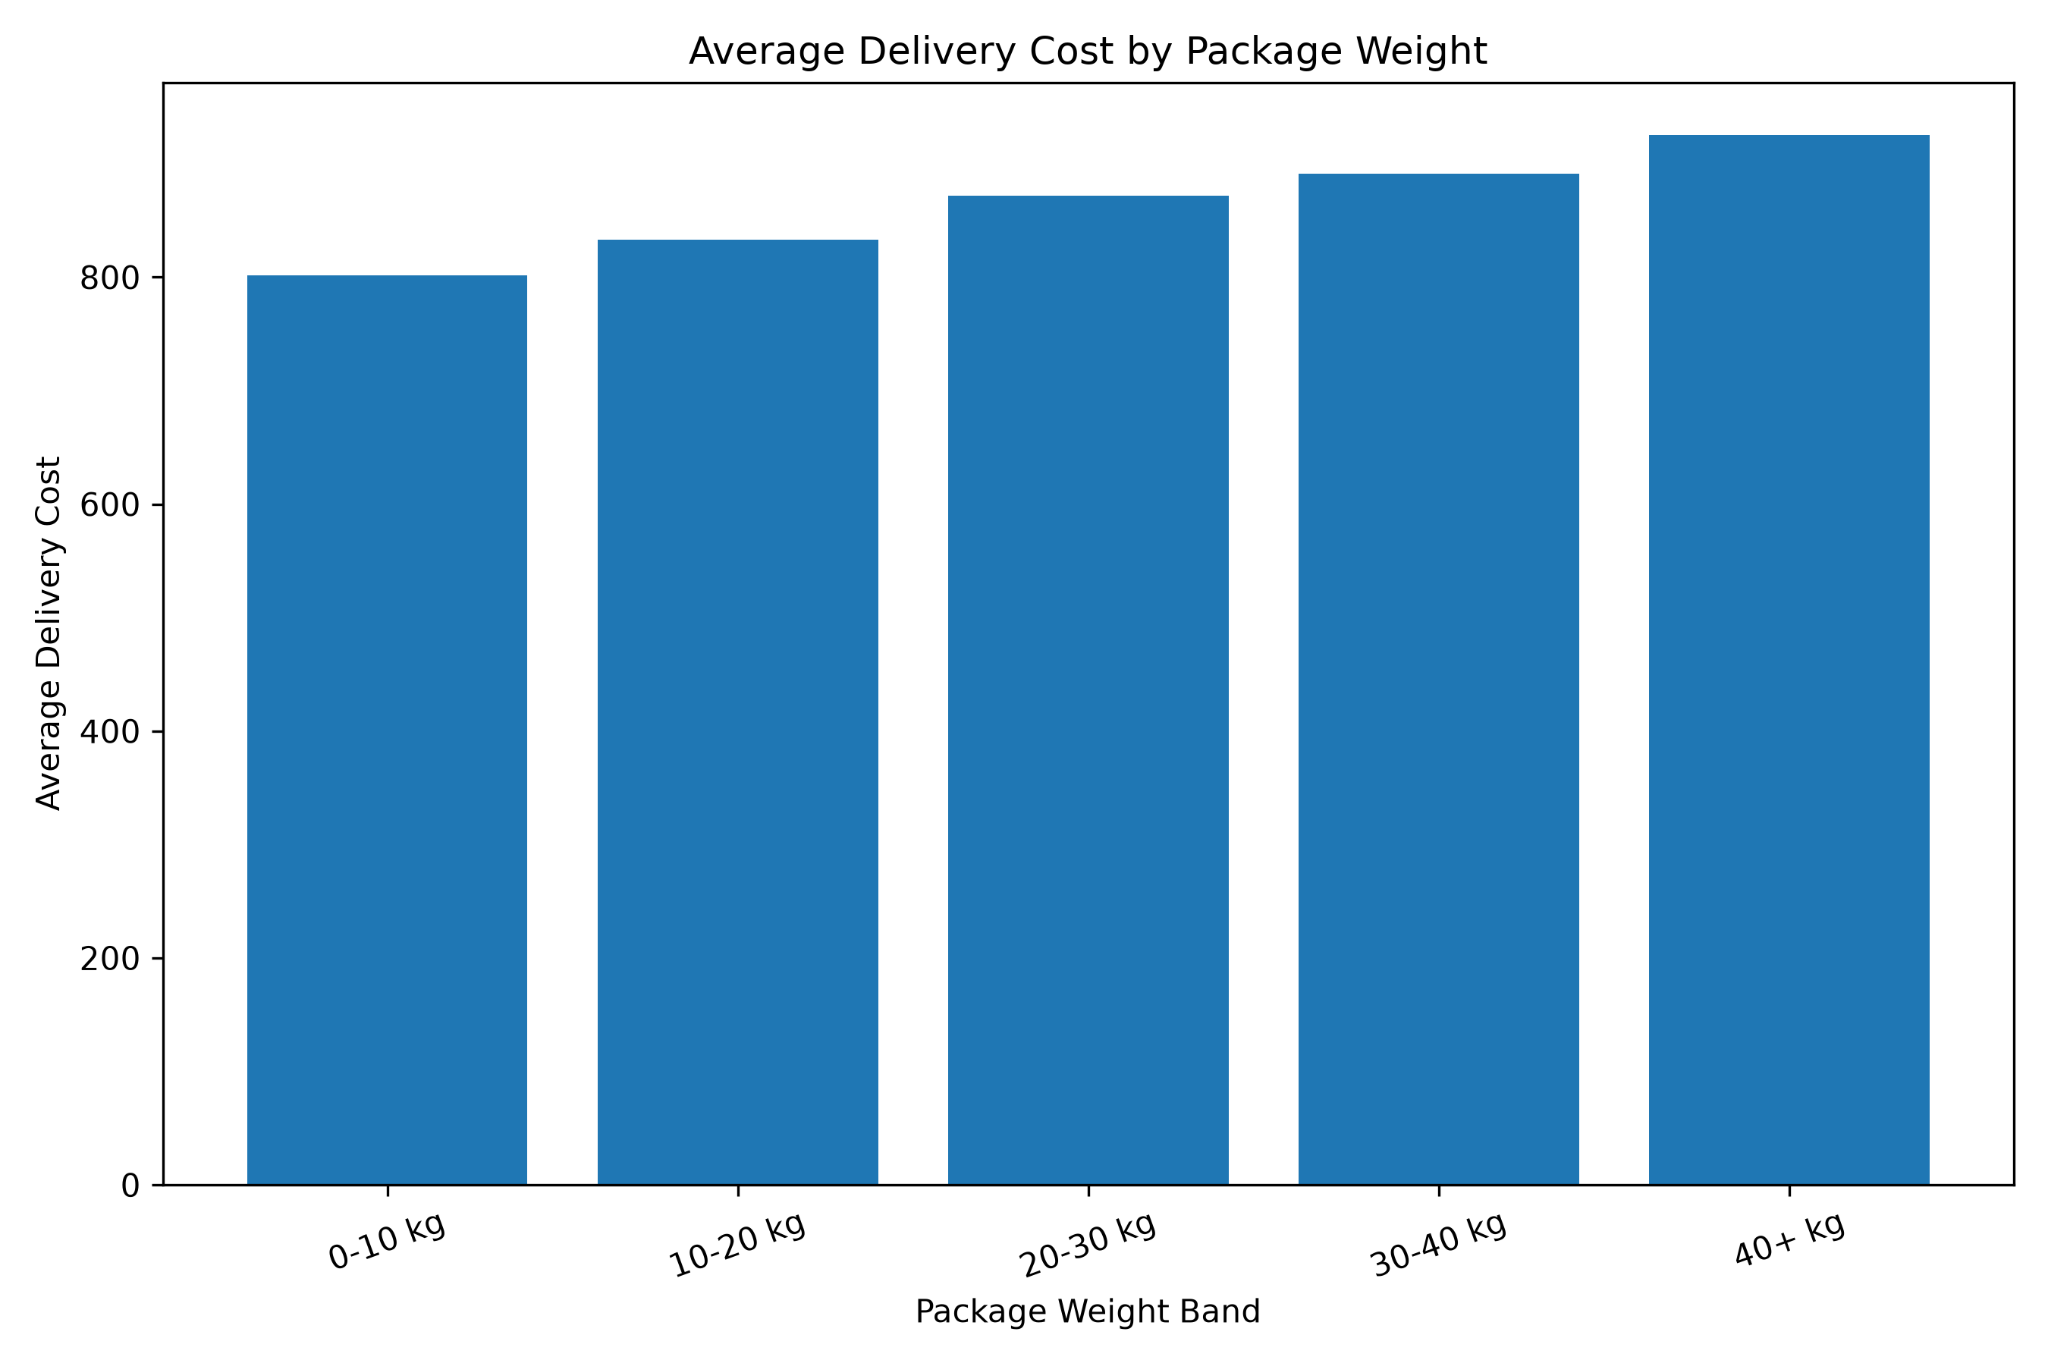 Average Delivery Cost by Package Weight
Average Delivery Cost
800
600
400
200
0
0-10 kg
10-20 kg
20-30 kg
30-40 kg
40+ kg
Package Weight Band